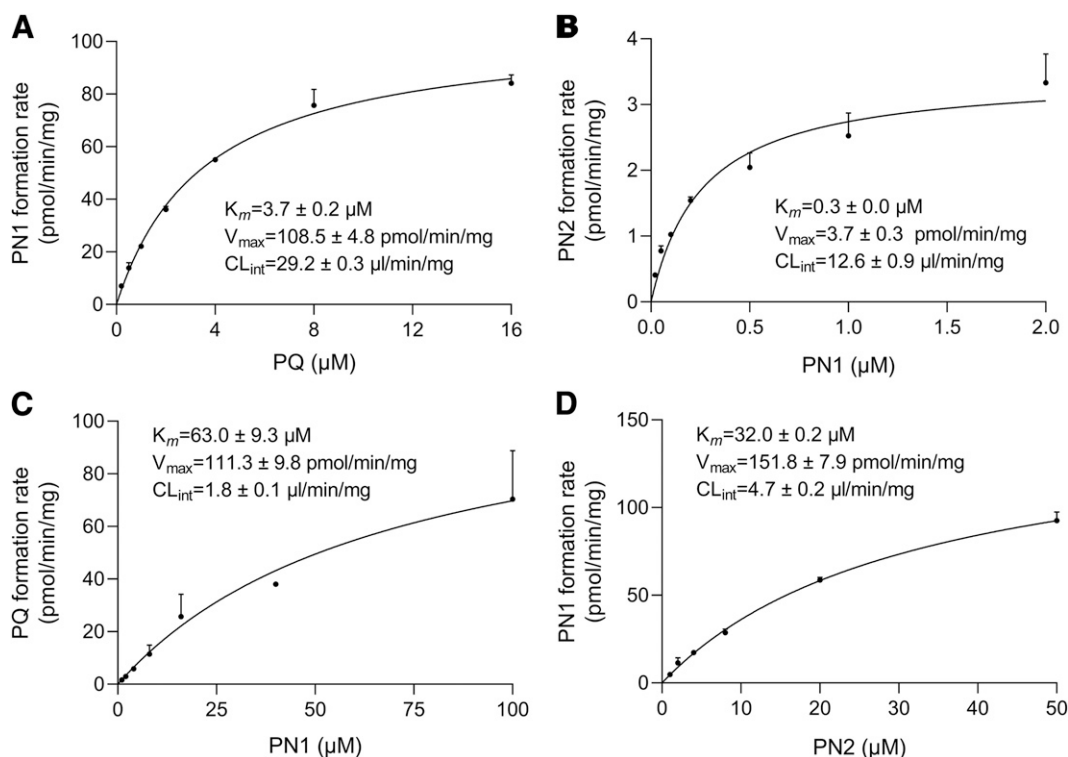 A
PN1 formation rate
(pmol/min/mg)
100
80
60
40
20
0
Km=3.7 ± 0.2 µM
Vmax=108.5 ± 4.8 pmol/min/mg
CLint=29.2 ± 0.3 µl/min/mg
0 4 8 12 16
PQ (µM)
B
PN2 formation rate
(pmol/min/mg)
4
3
2
1
0
Km=0.3 ± 0.0 µM
Vmax=3.7 ± 0.3 pmol/min/mg
CLint=12.6 ± 0.9 µl/min/mg
0.0 0.5 1.0 1.5 2.0
PN1 (µM)
C
PQ formation rate
(pmol/min/mg)
100
80
60
40
20
0
Km=63.0 ± 9.3 µM
Vmax=111.3 ± 9.8 pmol/min/mg
CLint=1.8 ± 0.1 µl/min/mg
0 25 50 75 100
PN1 (µM)
D
PN1 formation rate
(pmol/min/mg)
150
100
50
0
Km=32.0 ± 0.2 µM
Vmax=151.8 ± 7.9 pmol/min/mg
CLint=4.7 ± 0.2 µl/min/mg
0 10 20 30 40 50
PN2 (µM)